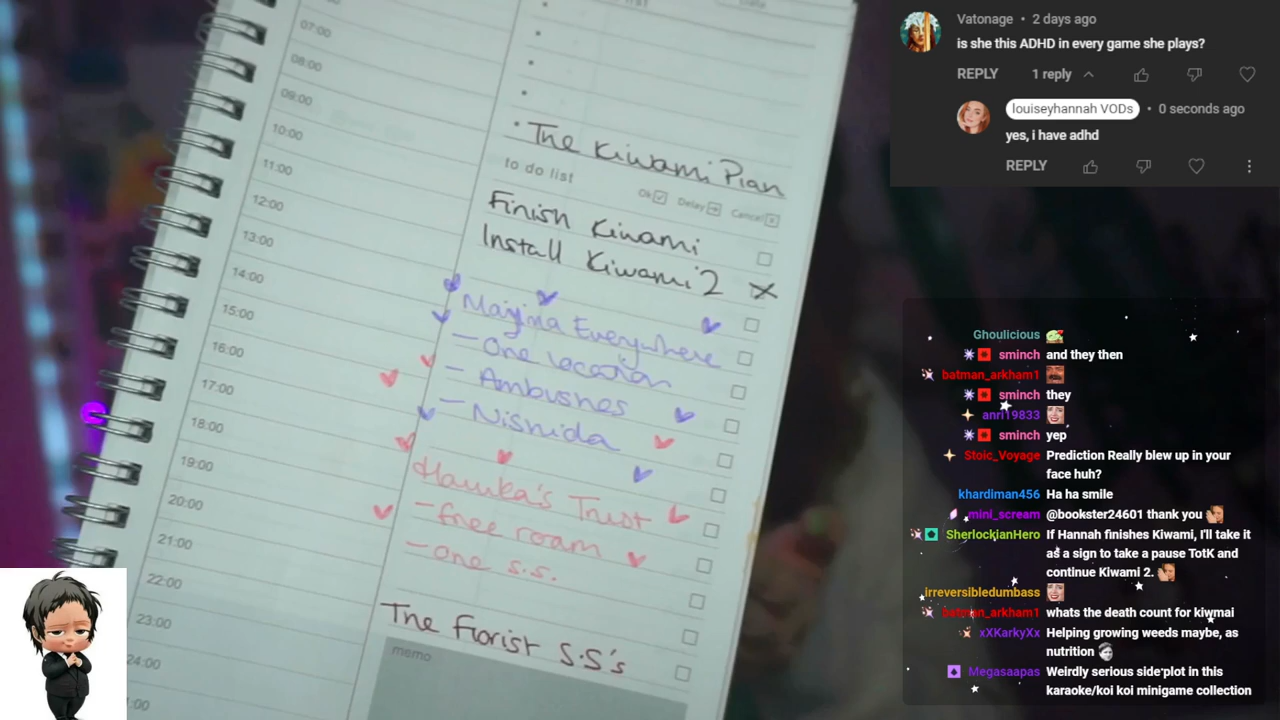 07:00
08:00
09:00
10:00
11:00
12:00
13:00
14:00
15:00
16:00
17:00
18:00
19:00
20:00
21:00
22:00
23:00
24:00
The Kiwami Plan
to do list
Ok Delay Cancel
Finish Kiwami
Install Kiwami 2 X
Majima Everywhere
- One location
- Ambushes
- Nishida
Haruka's Trust
- free roam
- one s.s.
The Florist S.S's
memo
Vatonage • 2 days ago
is she this ADHD in every game she plays?
REPLY 1 reply
louiseyhannah VODs • 0 seconds ago
yes, i have adhd
REPLY
Ghoulicious
sminch and they then
batman_arkham1
sminch they
anri19833
sminch yep
Stoic_Voyage Prediction Really blew up in your
face huh?
khardiman456 Ha ha smile
mini_scream @bookster24601 thank you
SherlockianHero If Hannah finishes Kiwami, I'll take it
as a sign to take a pause TotK and
continue Kiwami 2.
irreversibledumbass
batman_arkham1 whats the death count for kiwmai
xXKarkyXx Helping growing weeds maybe, as
nutrition
Megasaapas Weirdly serious side plot in this
karaoke/koi koi minigame collection